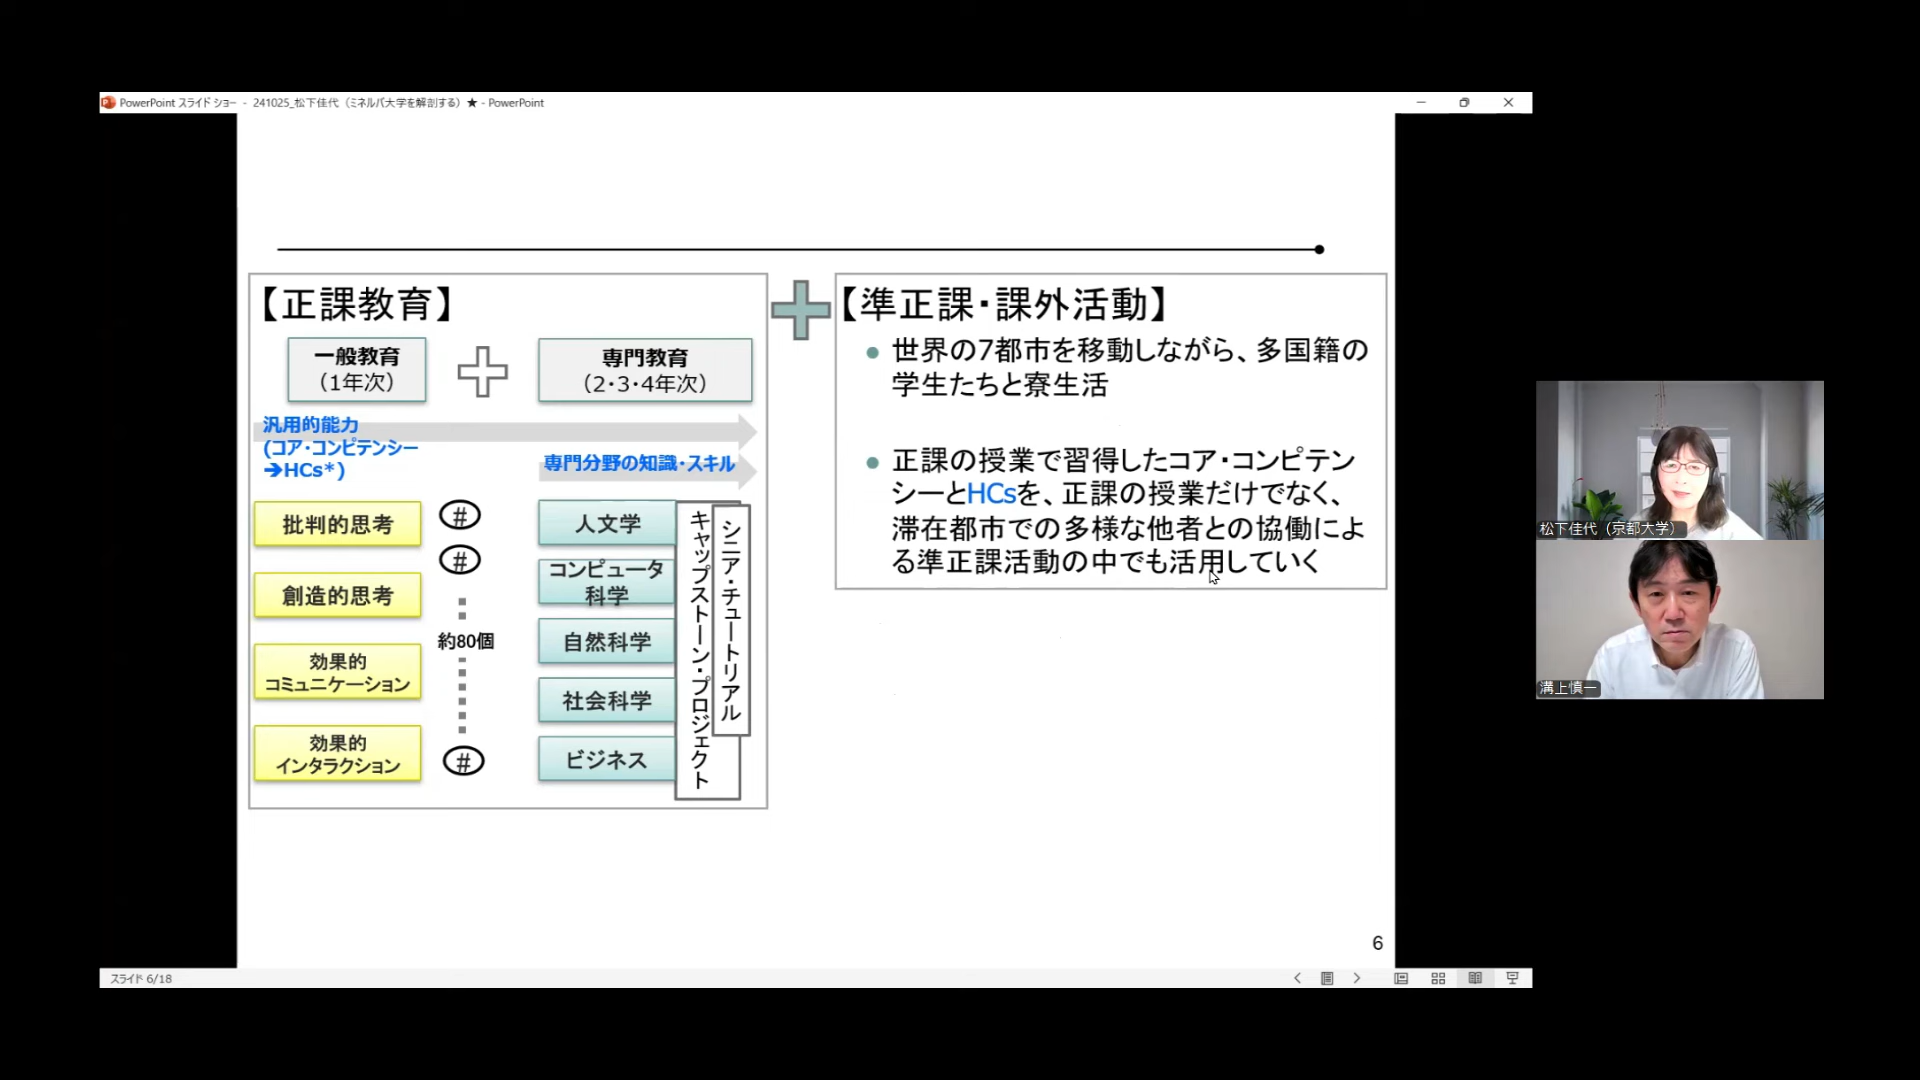 PowerPoint スライド ショー - 241025_松下佳代（ミネルバ大学を解剖する）★ - PowerPoint
【正課教育】
一般教育
（1年次）
専門教育
（2・3・4年次）
汎用的能力
(コア・コンピテンシー
➔HCs*)
専門分野の知識・スキル
批判的思考
創造的思考
効果的
コミュニケーション
効果的
インタラクション
#
#
約80個
#
人文学
コンピュータ
科学
自然科学
社会科学
ビジネス
キャップストーン・プロジェクト
シニア・チュートリアル
【準正課・課外活動】
● 世界の7都市を移動しながら、多国籍の
学生たちと寮生活
● 正課の授業で習得したコア・コンピテン
シーとHCsを、正課の授業だけでなく、
滞在都市での多様な他者との協働によ
る準正課活動の中でも活用していく
6
スライド 6/18
松下佳代（京都大学）
溝上慎一